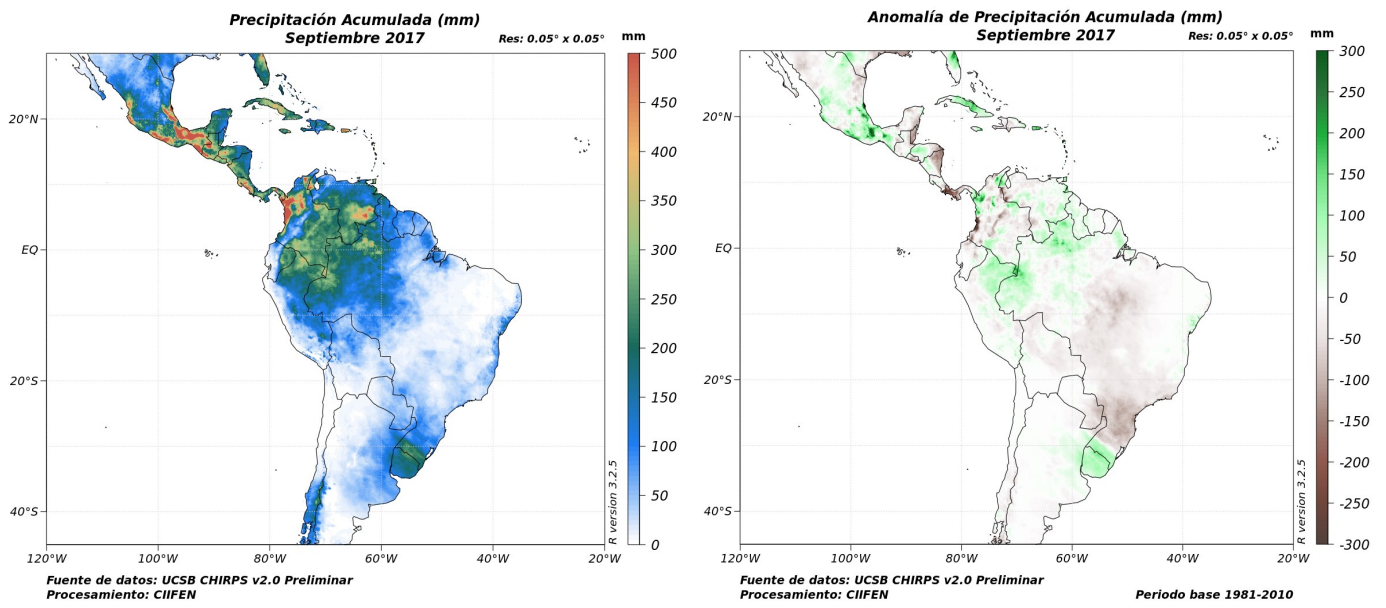 Precipitación Acumulada (mm)
Septiembre 2017
Res: 0.05° x 0.05°
mm
500
450
400
350
300
250
200
150
100
50
0
20°N
EQ
20°S
40°S
120°W
100°W
80°W
60°W
40°W
20°W
R version 3.2.5
Fuente de datos: UCSB CHIRPS v2.0 Preliminar
Procesamiento: CIIFEN
Anomalía de Precipitación Acumulada (mm)
Septiembre 2017
Res: 0.05° x 0.05°
mm
300
250
200
150
100
50
0
-50
-100
-150
-200
-250
-300
20°N
EQ
20°S
40°S
120°W
100°W
80°W
60°W
40°W
20°W
R version 3.2.5
Fuente de datos: UCSB CHIRPS v2.0 Preliminar
Procesamiento: CIIFEN
Periodo base 1981-2010